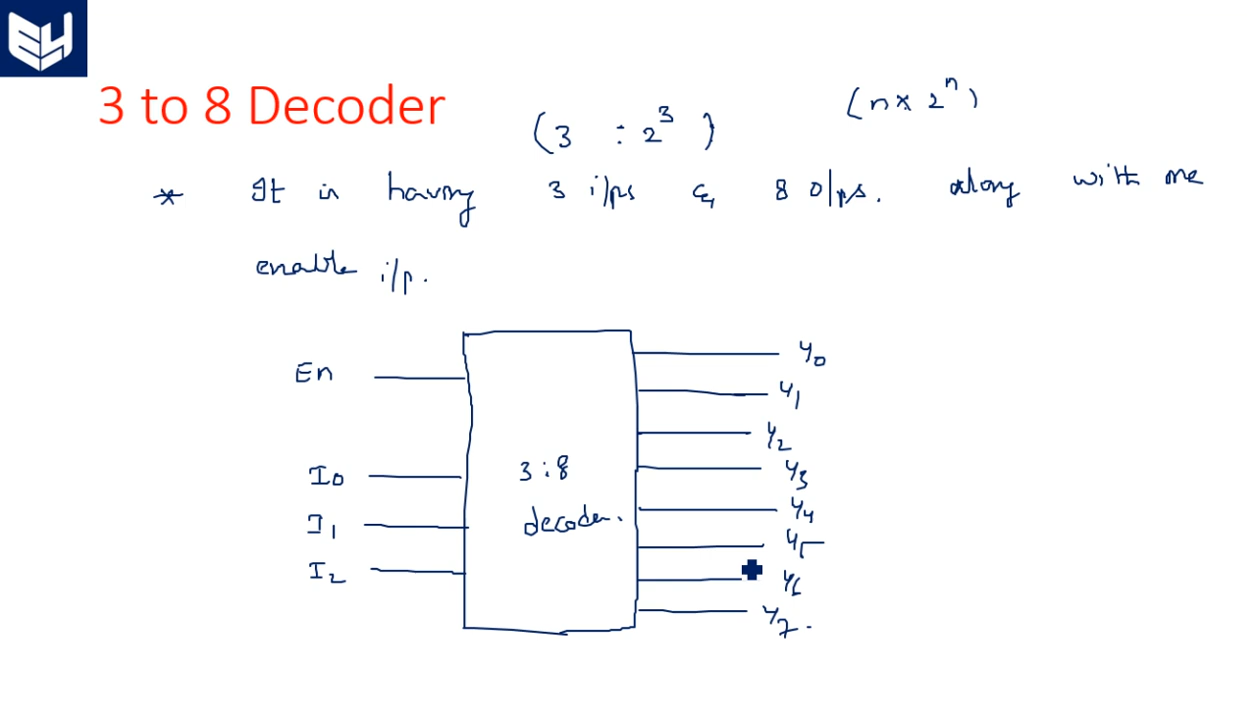 3 to 8 Decoder
(3 : 2³) (n x 2ⁿ)
* It is having 3 i/ps & 8 o/ps. along with one
enable i/p.
En
I0
I1
I2
3:8
decoder.
Y0
Y1
Y2
Y3
Y4
Y5
Y6
Y7.